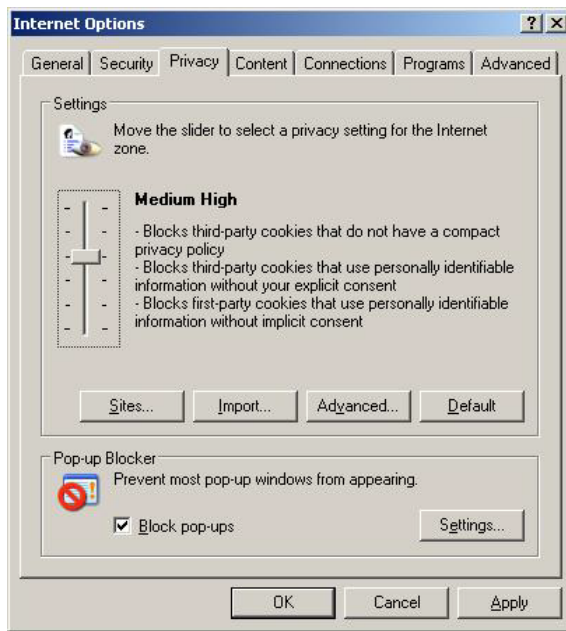 Internet Options
General Security Privacy Content Connections Programs Advanced
Settings
Move the slider to select a privacy setting for the Internet
zone.
Medium High
- Blocks third-party cookies that do not have a compact
privacy policy
- Blocks third-party cookies that use personally identifiable
information without your explicit consent
- Blocks first-party cookies that use personally identifiable
information without implicit consent
Sites... Import... Advanced... Default
Pop-up Blocker
Prevent most pop-up windows from appearing.
Block pop-ups Settings...
OK Cancel Apply